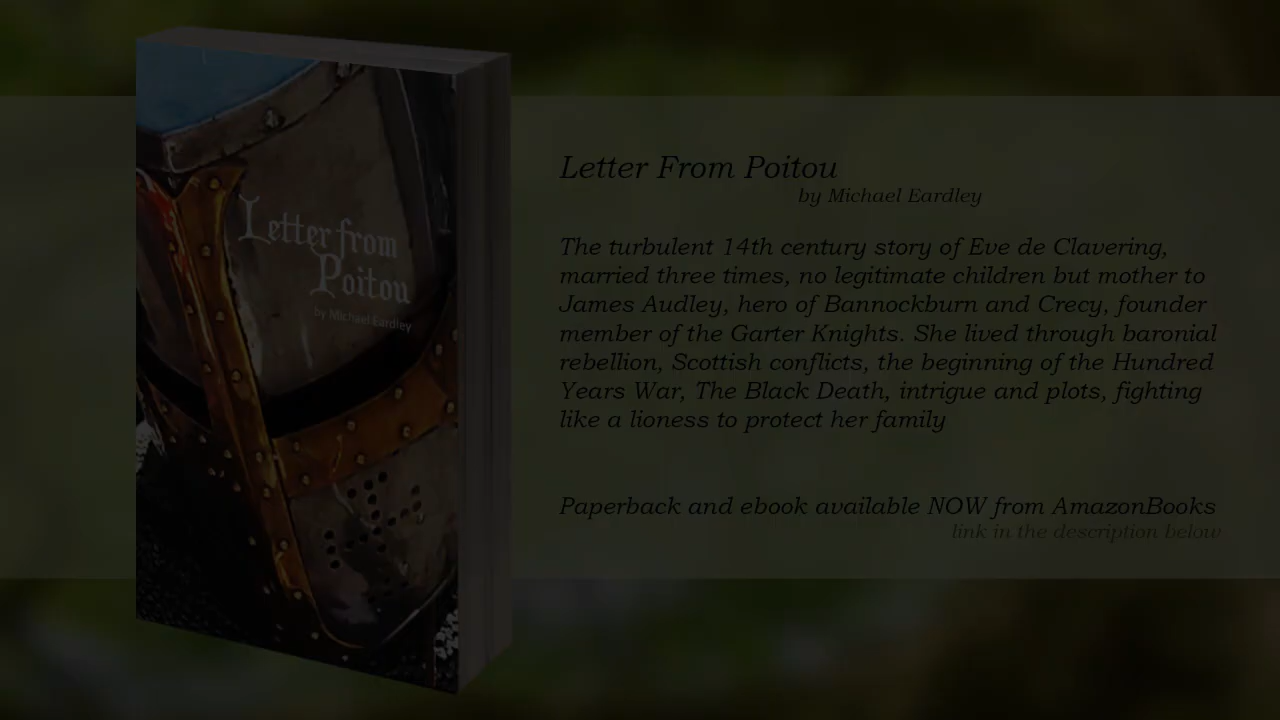 Letter from
Poitou
by Michael Eardley
Letter From Poitou
by Michael Eardley
The turbulent 14th century story of Eve de Clavering,
married three times, no legitimate children but mother to
James Audley, hero of Bannockburn and Crecy, founder
member of the Garter Knights. She lived through baronial
rebellion, Scottish conflicts, the beginning of the Hundred
Years War, The Black Death, intrigue and plots, fighting
like a lioness to protect her family
Paperback and ebook available NOW from AmazonBooks
link in the description below